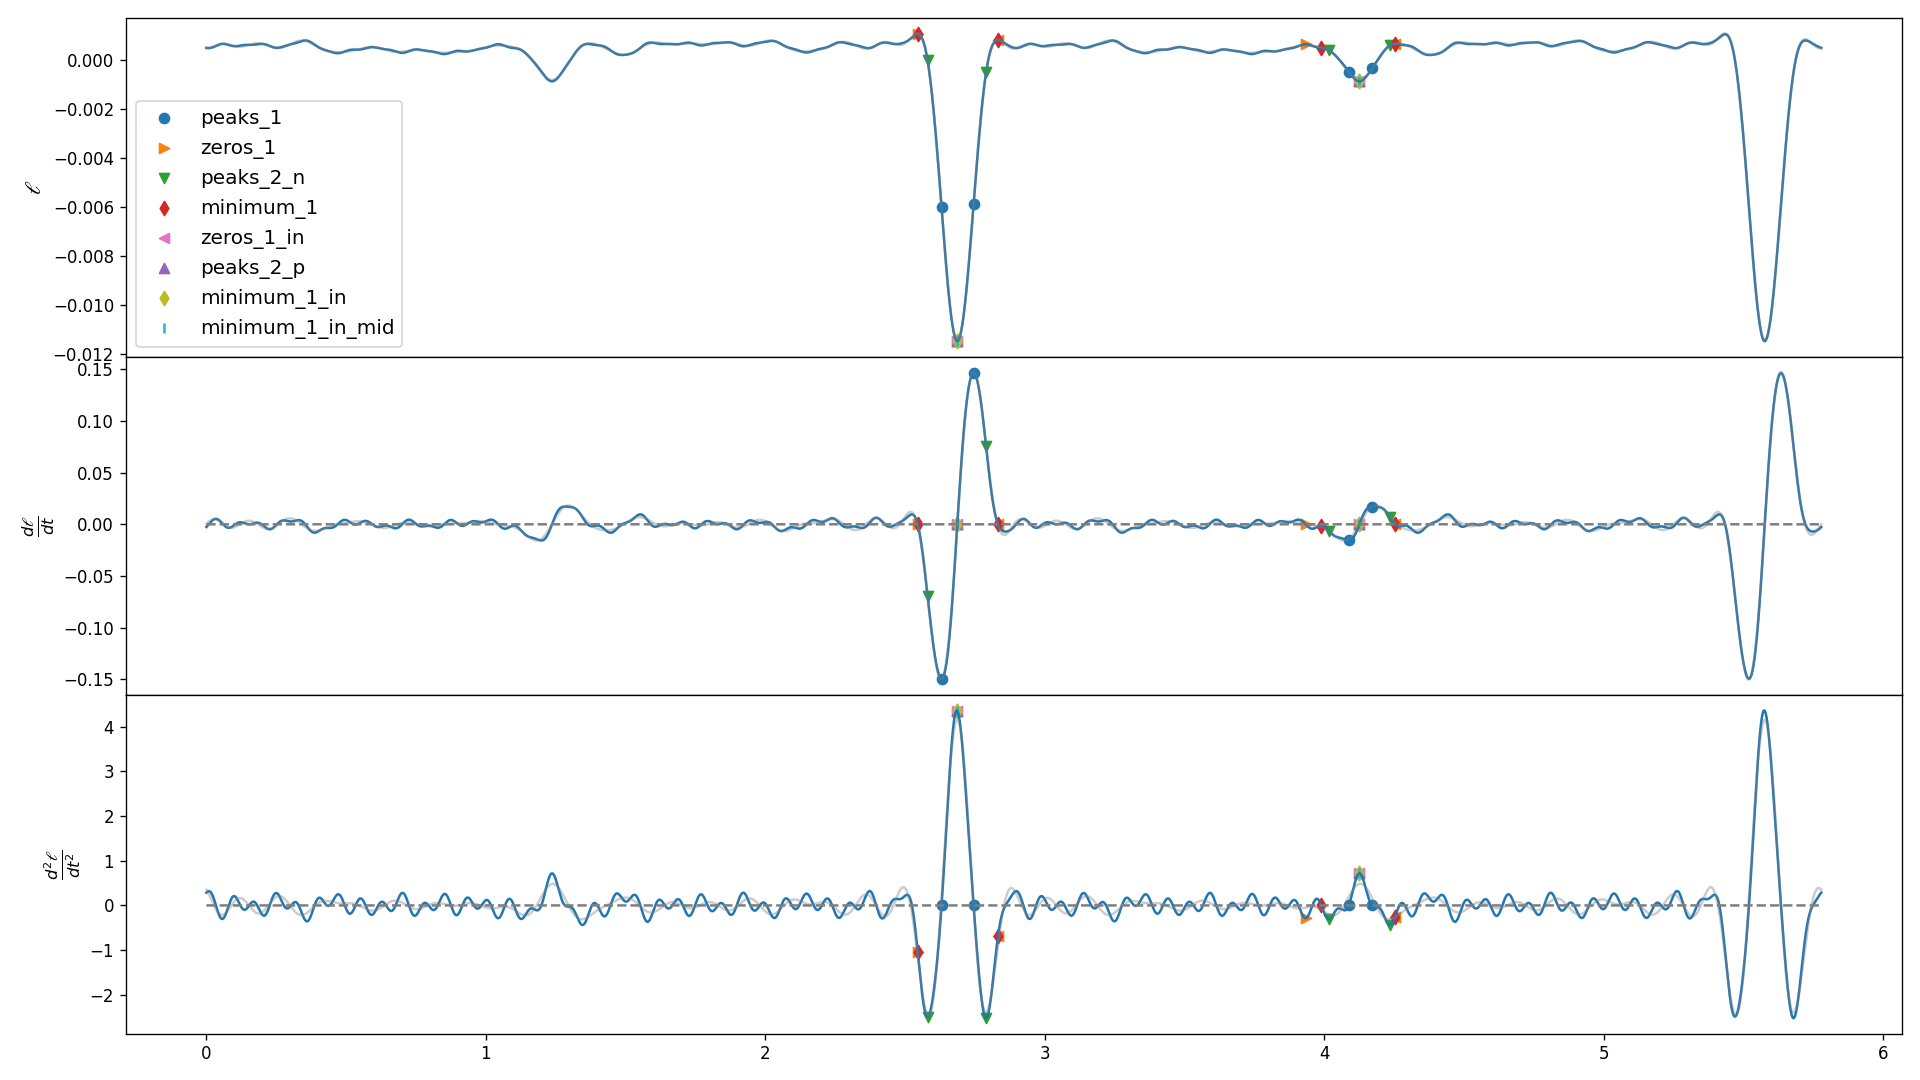 0.000
−0.002
−0.004
−0.006
−0.008
−0.010
−0.012
ℓ
peaks_1
zeros_1
peaks_2_n
minimum_1
zeros_1_in
peaks_2_p
minimum_1_in
minimum_1_in_mid
0.15
0.10
0.05
0.00
−0.05
−0.10
−0.15
dℓ
dt
4
3
2
1
0
−1
−2
d²ℓ
dt²
0 1 2 3 4 5 6